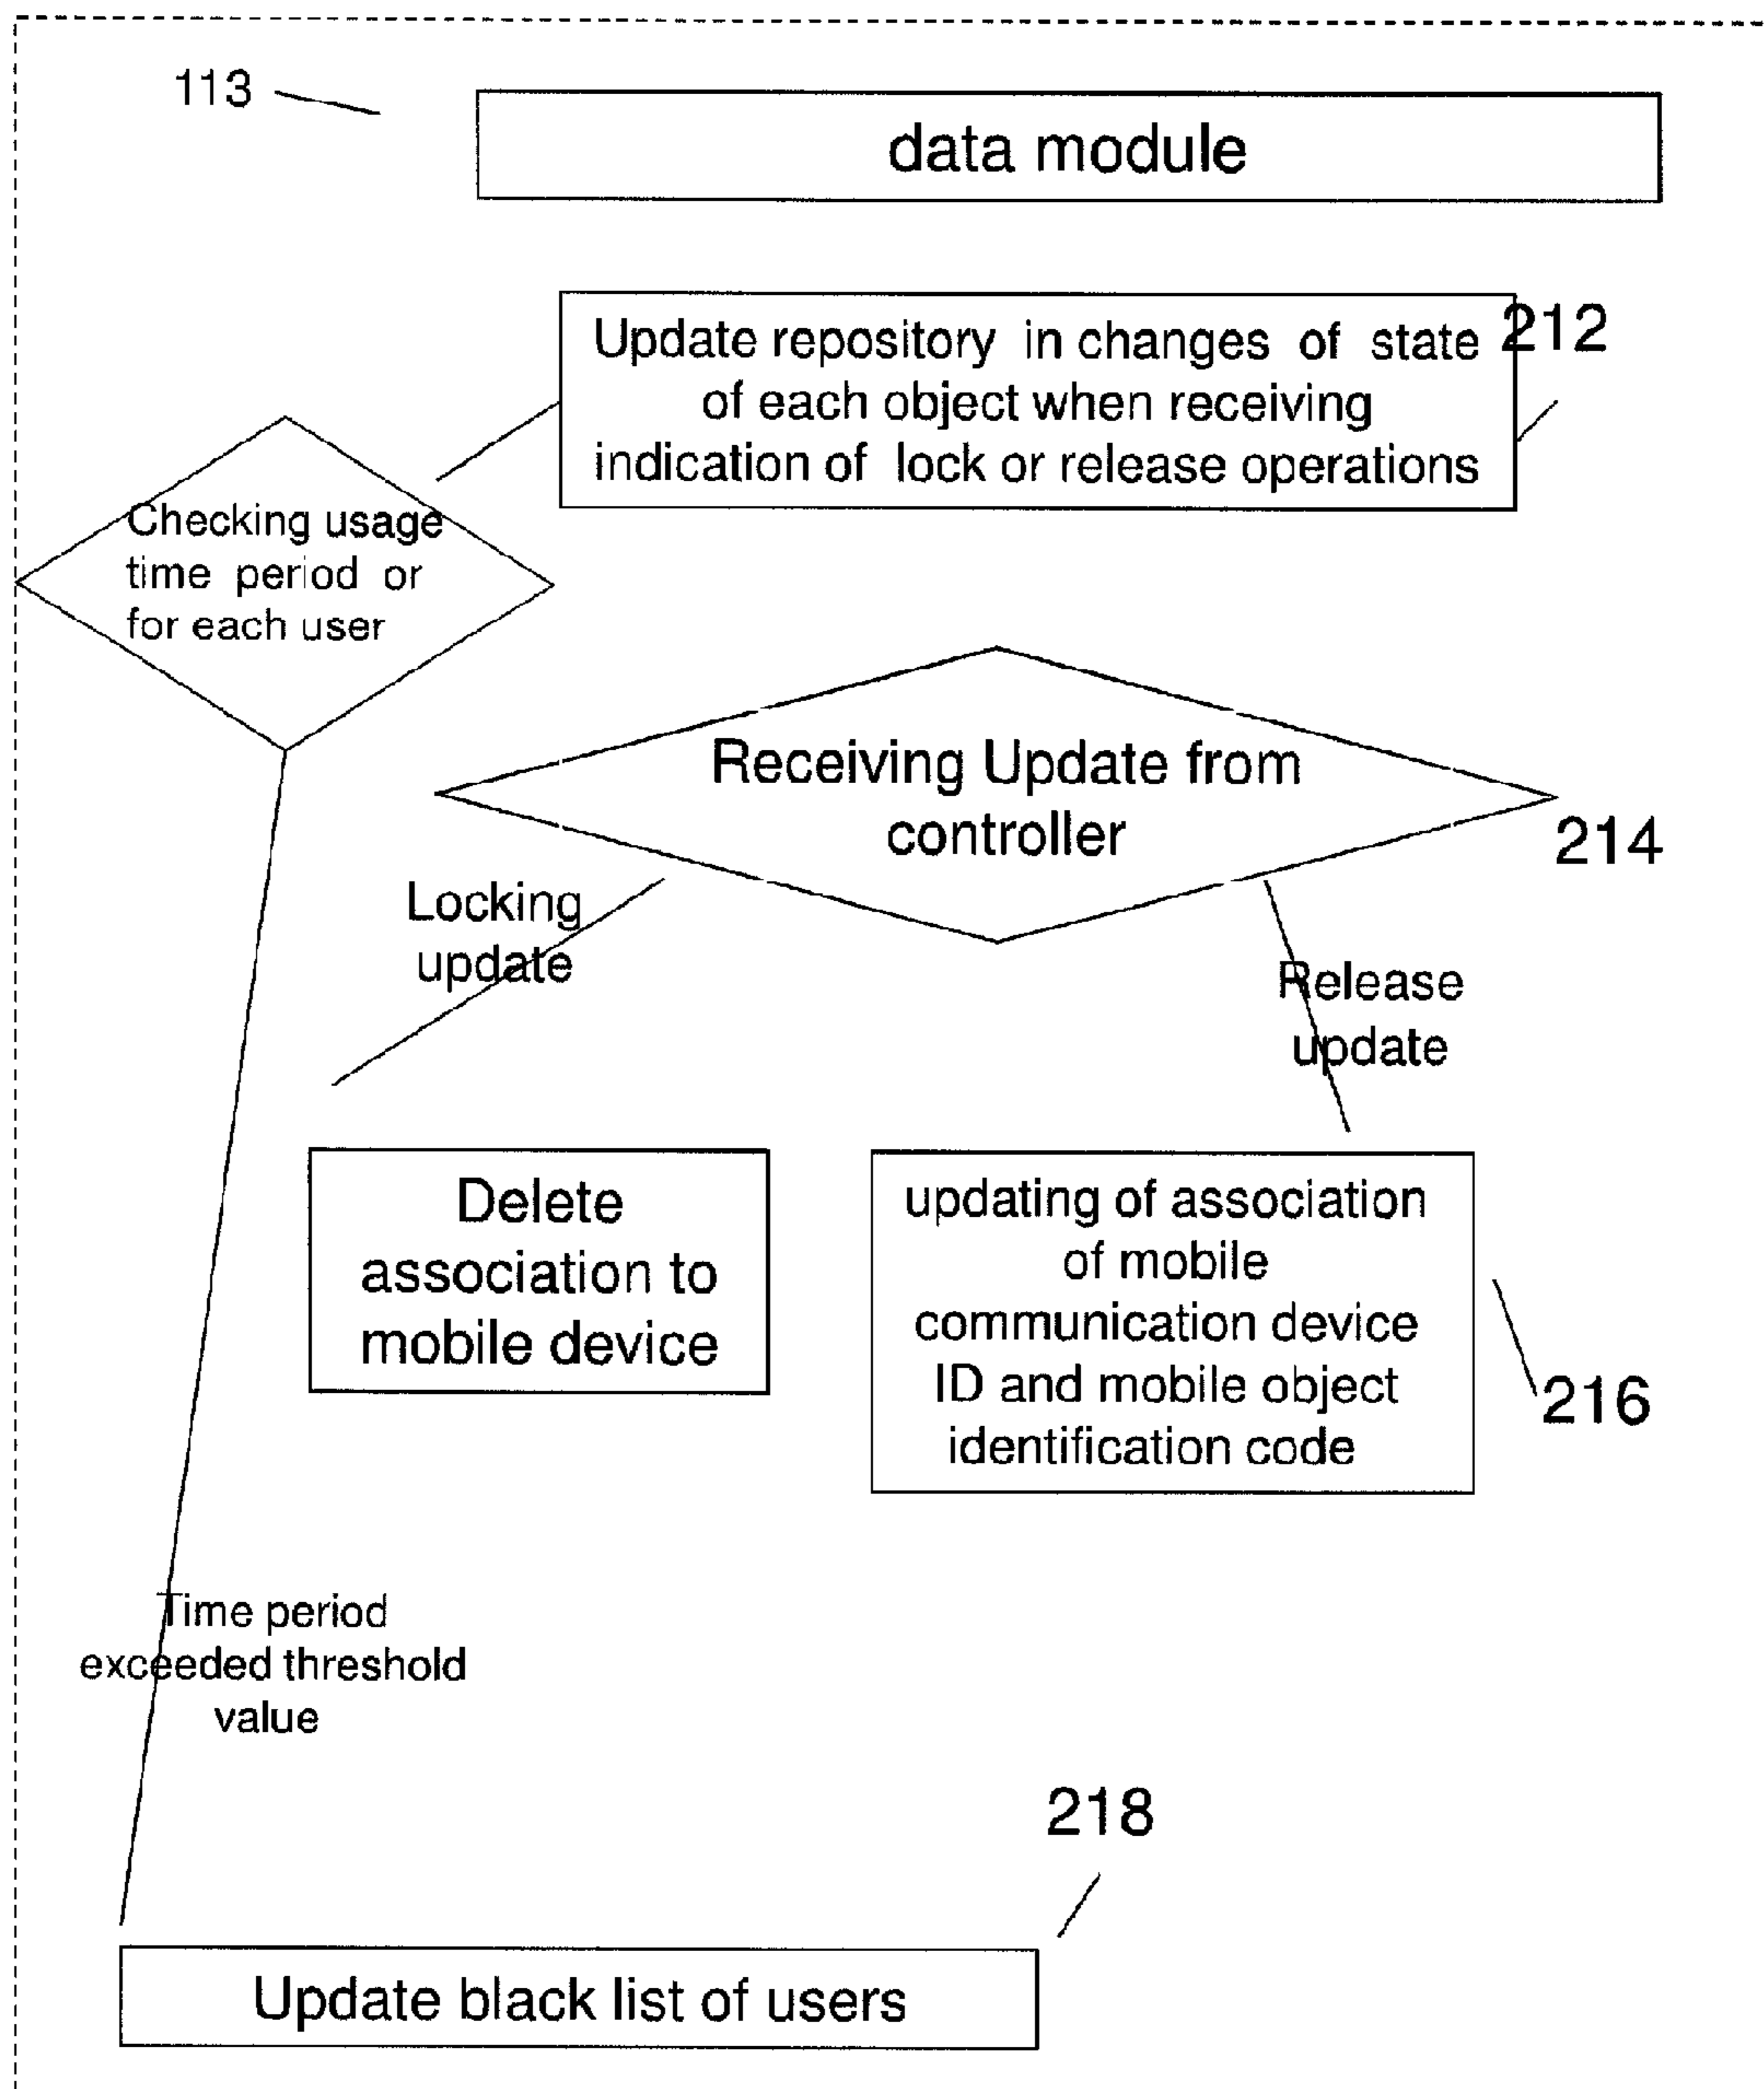 113
data module
Update repository in changes of state
of each object when receiving
indication of lock or release operations
212
Checking usage
time period or
for each user
Receiving Update from
controller
214
Locking
update
Release
update
Delete
association to
mobile device
updating of association
of mobile
communication device
ID and mobile object
identification code
216
Time period
exceeded threshold
value
218
Update black list of users